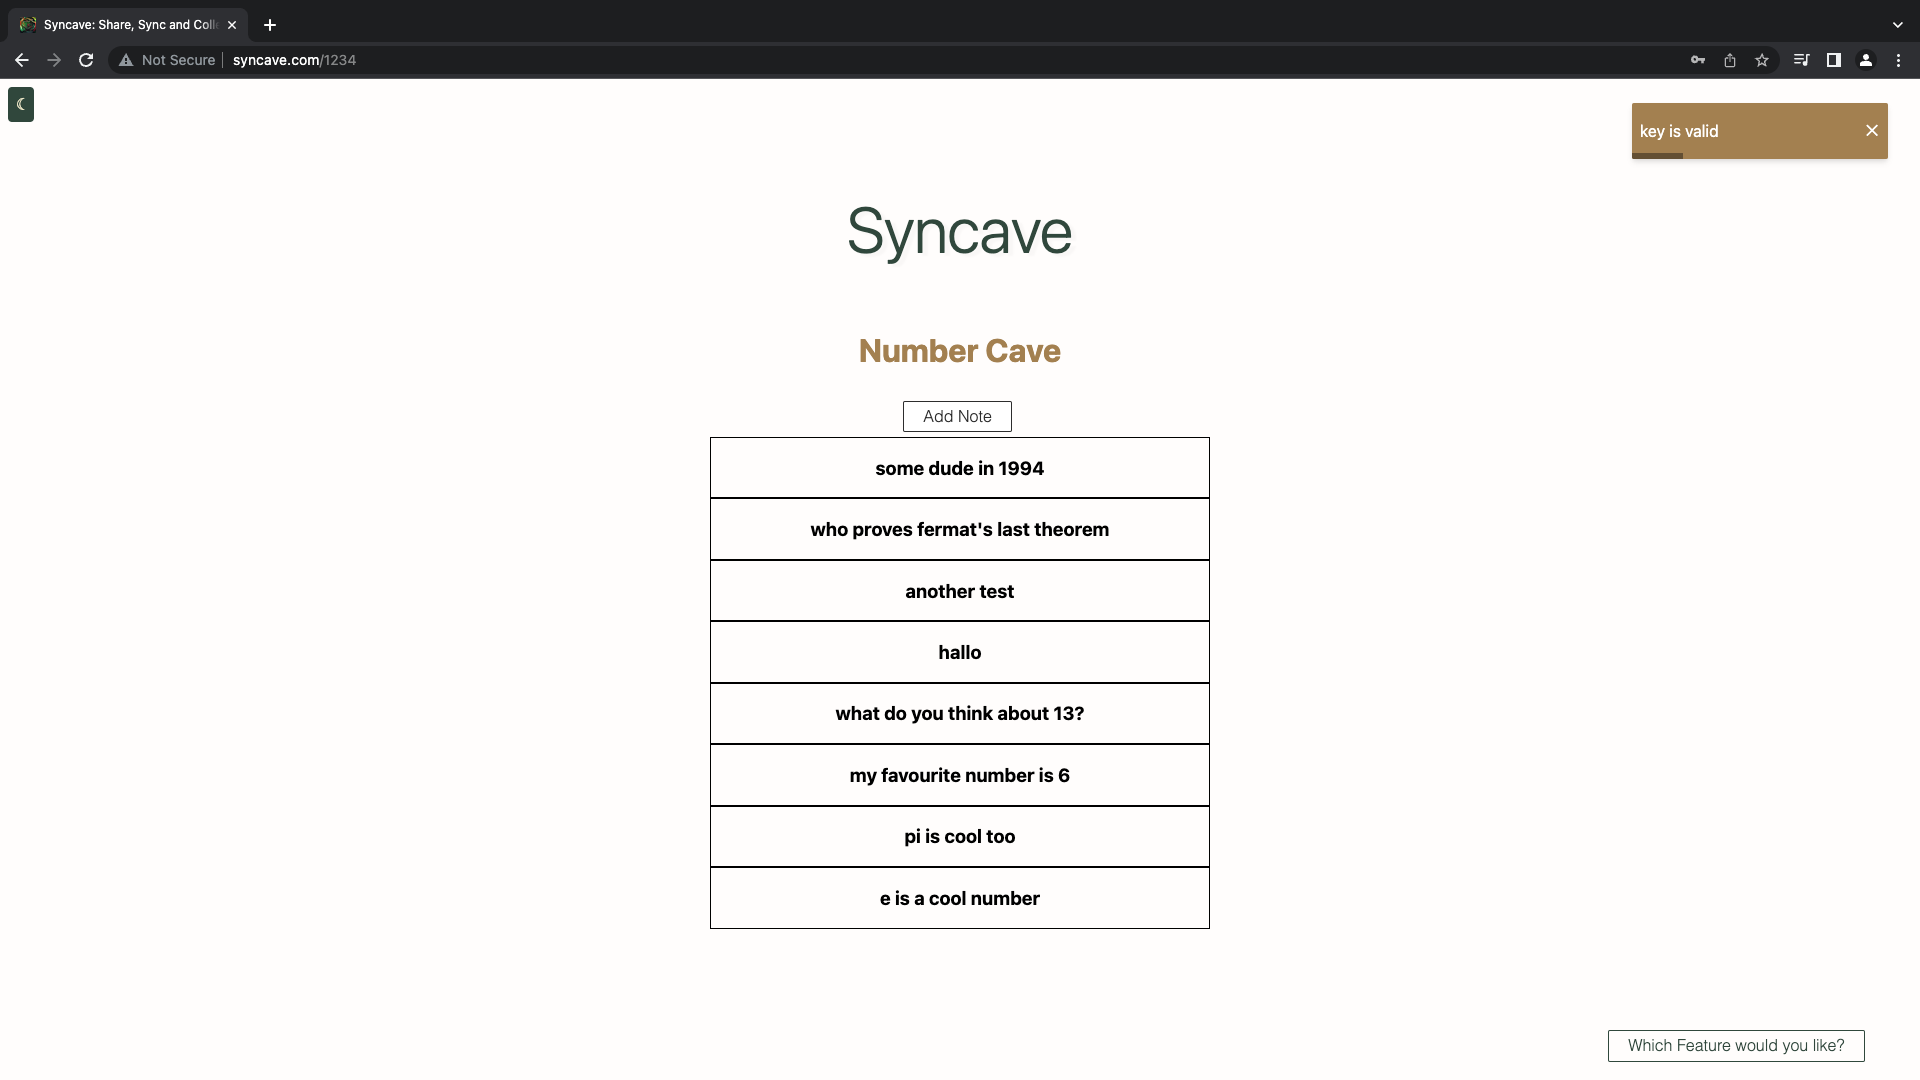 Syncave: Share, Sync and Coll
Not Secure
syncave.com/1234
key is valid
Syncave
Number Cave
Add Note
some dude in 1994
who proves fermat's last theorem
another test
hallo
what do you think about 13?
my favourite number is 6
pi is cool too
e is a cool number
Which Feature would you like?